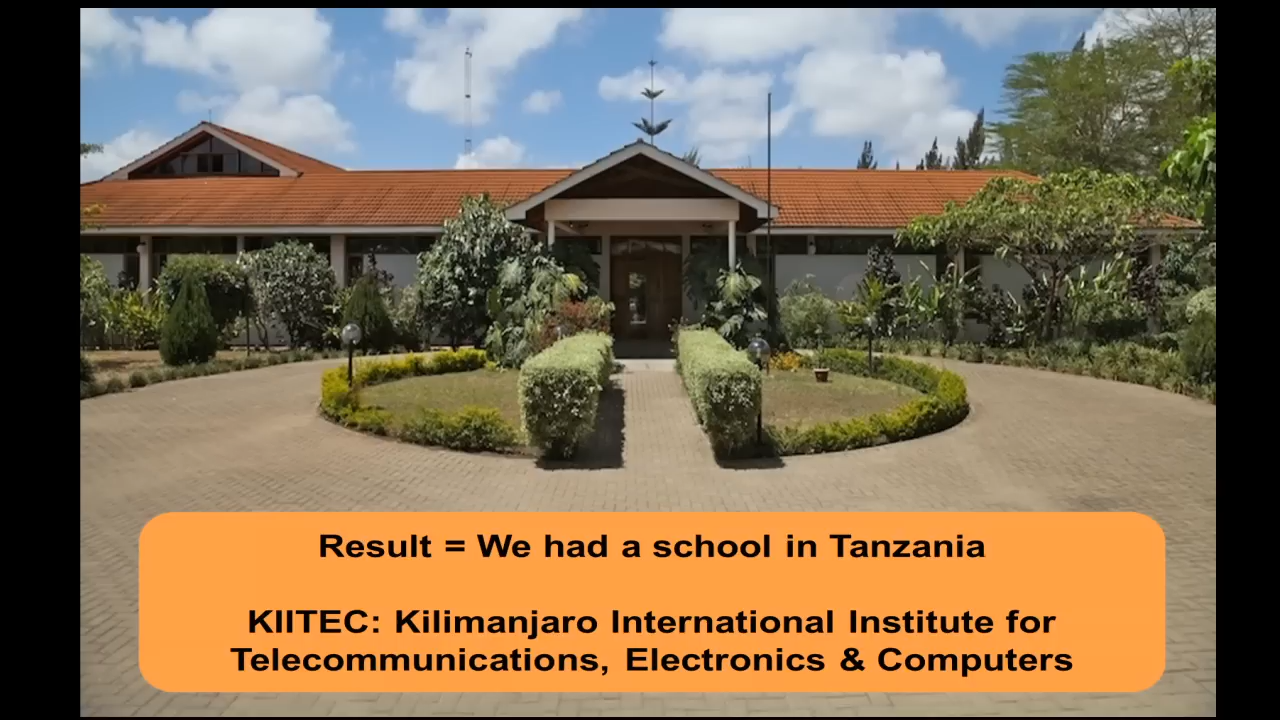 Result = We had a school in Tanzania
KIITEC: Kilimanjaro International Institute for
Telecommunications, Electronics & Computers